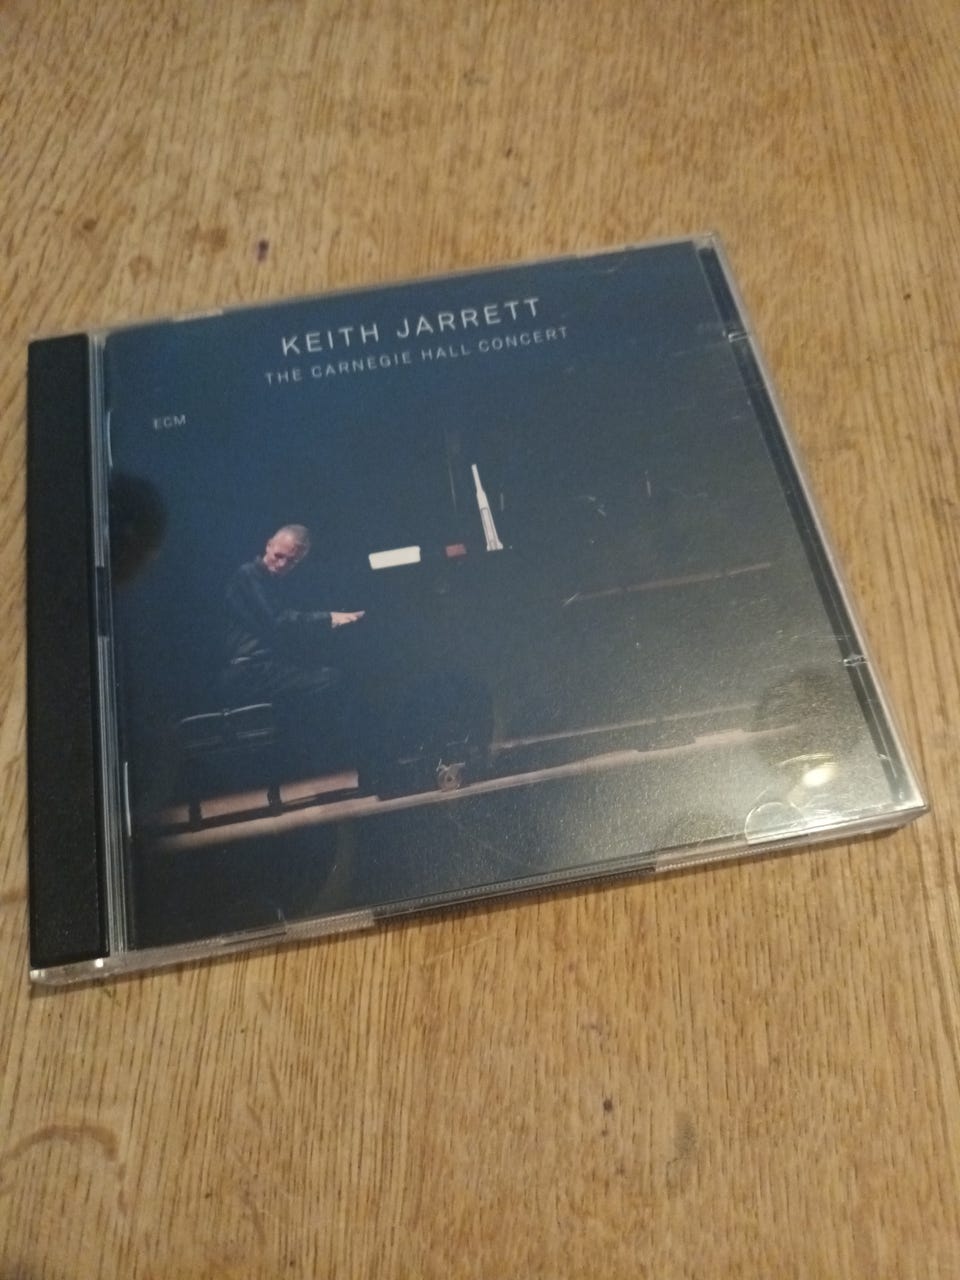 KEITH JARRETT
THE CARNEGIE HALL CONCERT
ECM